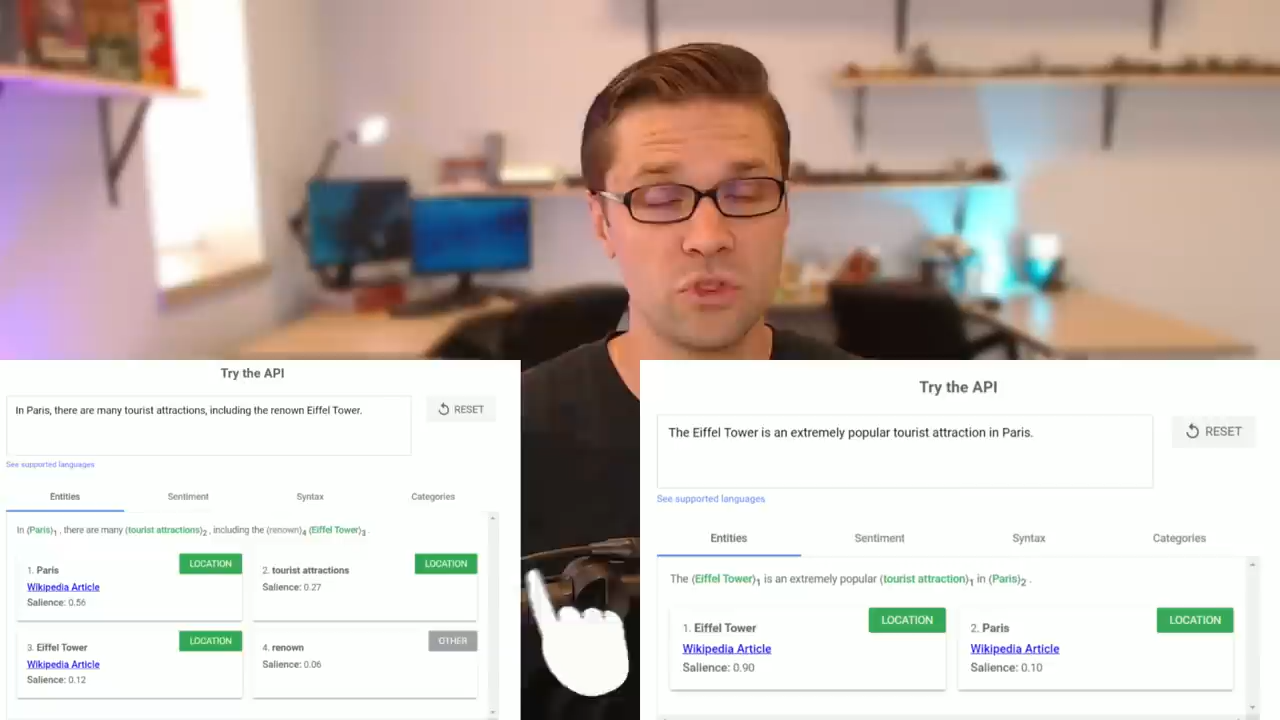 Try the API
In Paris, there are many tourist attractions, including the renown Eiffel Tower.
RESET
See supported languages
Entities
Sentiment
Syntax
Categories
In ⟨Paris⟩1 , there are many ⟨tourist attractions⟩2 , including the ⟨renown⟩4 ⟨Eiffel Tower⟩3 .
1. Paris
LOCATION
Wikipedia Article
Salience: 0.56
2. tourist attractions
LOCATION
Salience: 0.27
3. Eiffel Tower
LOCATION
Wikipedia Article
Salience: 0.12
4. renown
OTHER
Salience: 0.06
Try the API
The Eiffel Tower is an extremely popular tourist attraction in Paris.
RESET
See supported languages
Entities
Sentiment
Syntax
Categories
The ⟨Eiffel Tower⟩1 is an extremely popular ⟨tourist attraction⟩1 in ⟨Paris⟩2 .
1. Eiffel Tower
LOCATION
Wikipedia Article
Salience: 0.90
2. Paris
LOCATION
Wikipedia Article
Salience: 0.10